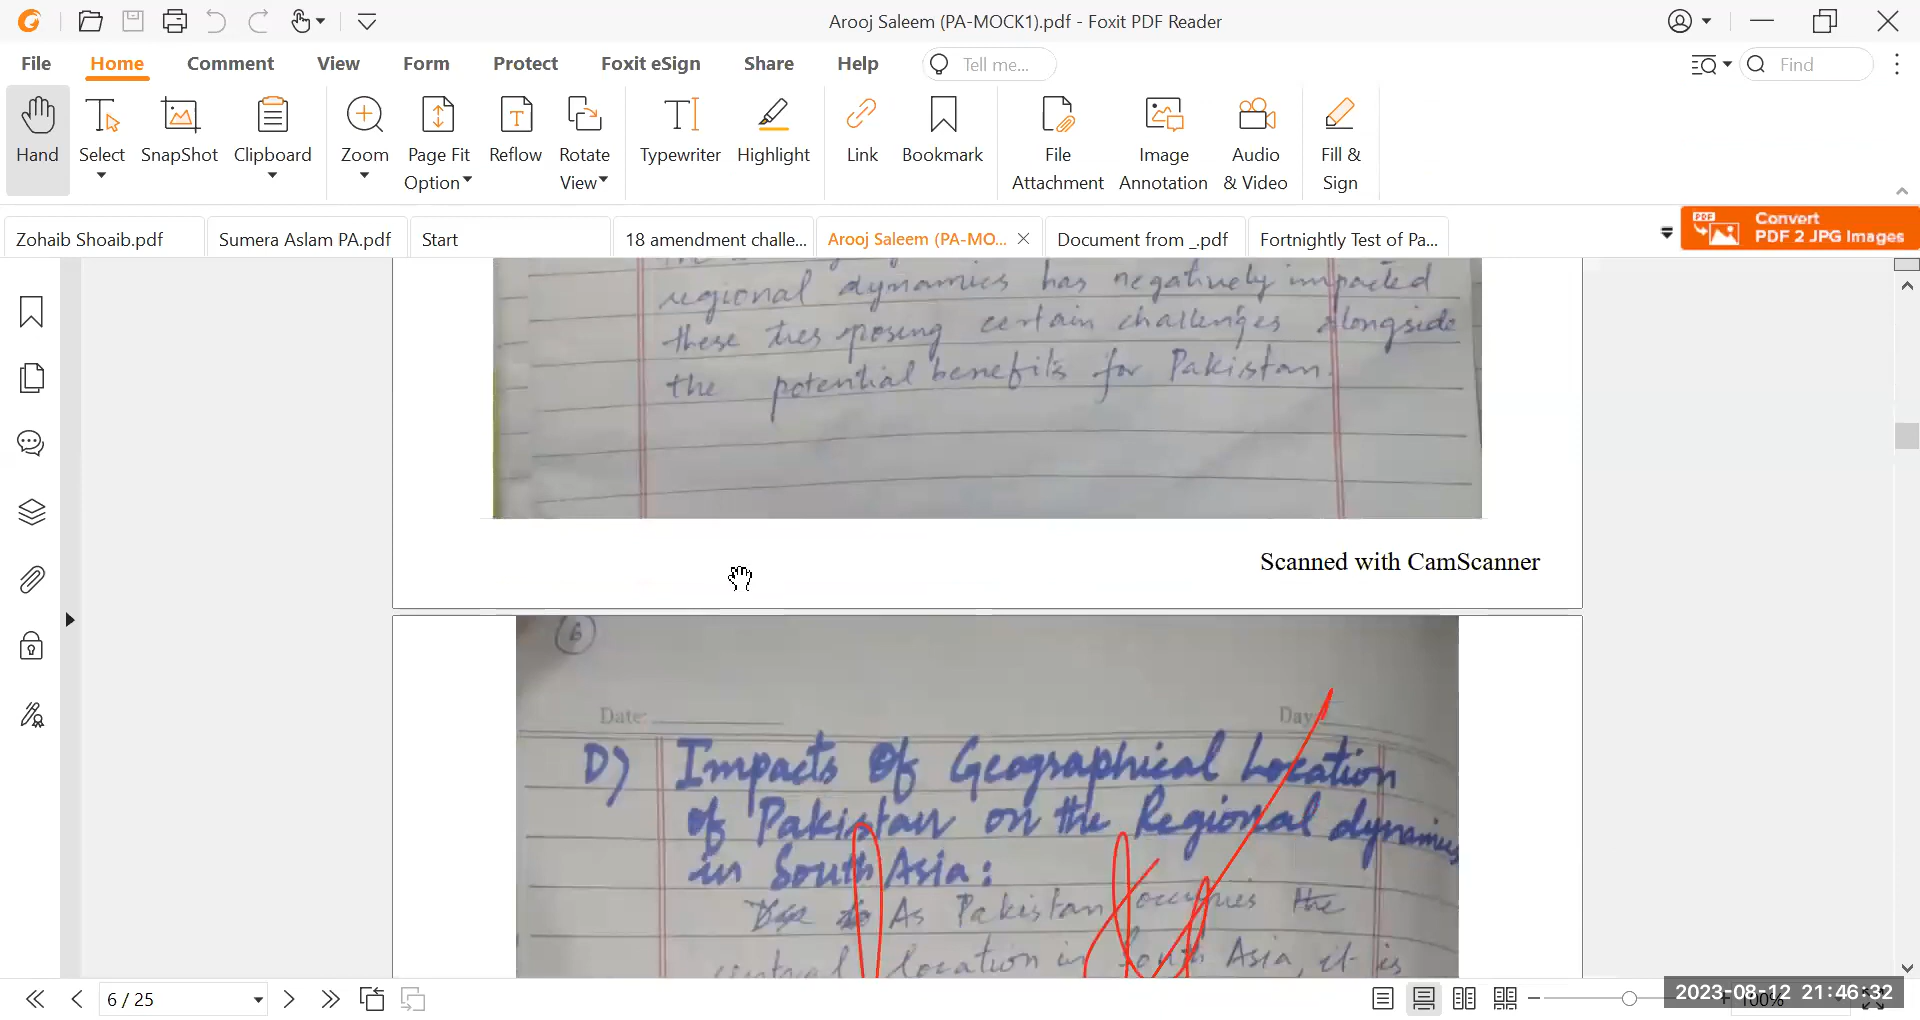 Arooj Saleem (PA-MOCK1).pdf - Foxit PDF Reader
File Home Comment View Form Protect Foxit eSign Share Help Tell me... Find
Hand Select SnapShot Clipboard Zoom Page Fit Option Reflow Rotate View Typewriter Highlight Link Bookmark File Attachment Image Annotation Audio & Video Fill & Sign
Zohaib Shoaib.pdf Sumera Aslam PA.pdf Start 18 amendment challe... Arooj Saleem (PA-MO... Document from _.pdf Fortnightly Test of Pa...
PDF Convert
PDF 2 JPG Images
regional dynamics has negatively impacted
these ties posing certain challenges alongside
the potential benefits for Pakistan.
Scanned with CamScanner
6
Date: Day:
D) Impacts Of Geographical Location
of Pakistan on the Regional dynamics
in South Asia:
As Pakistan occupies the
central location in South Asia, it is
6 / 25
100%
2023-08-12 21:46:32